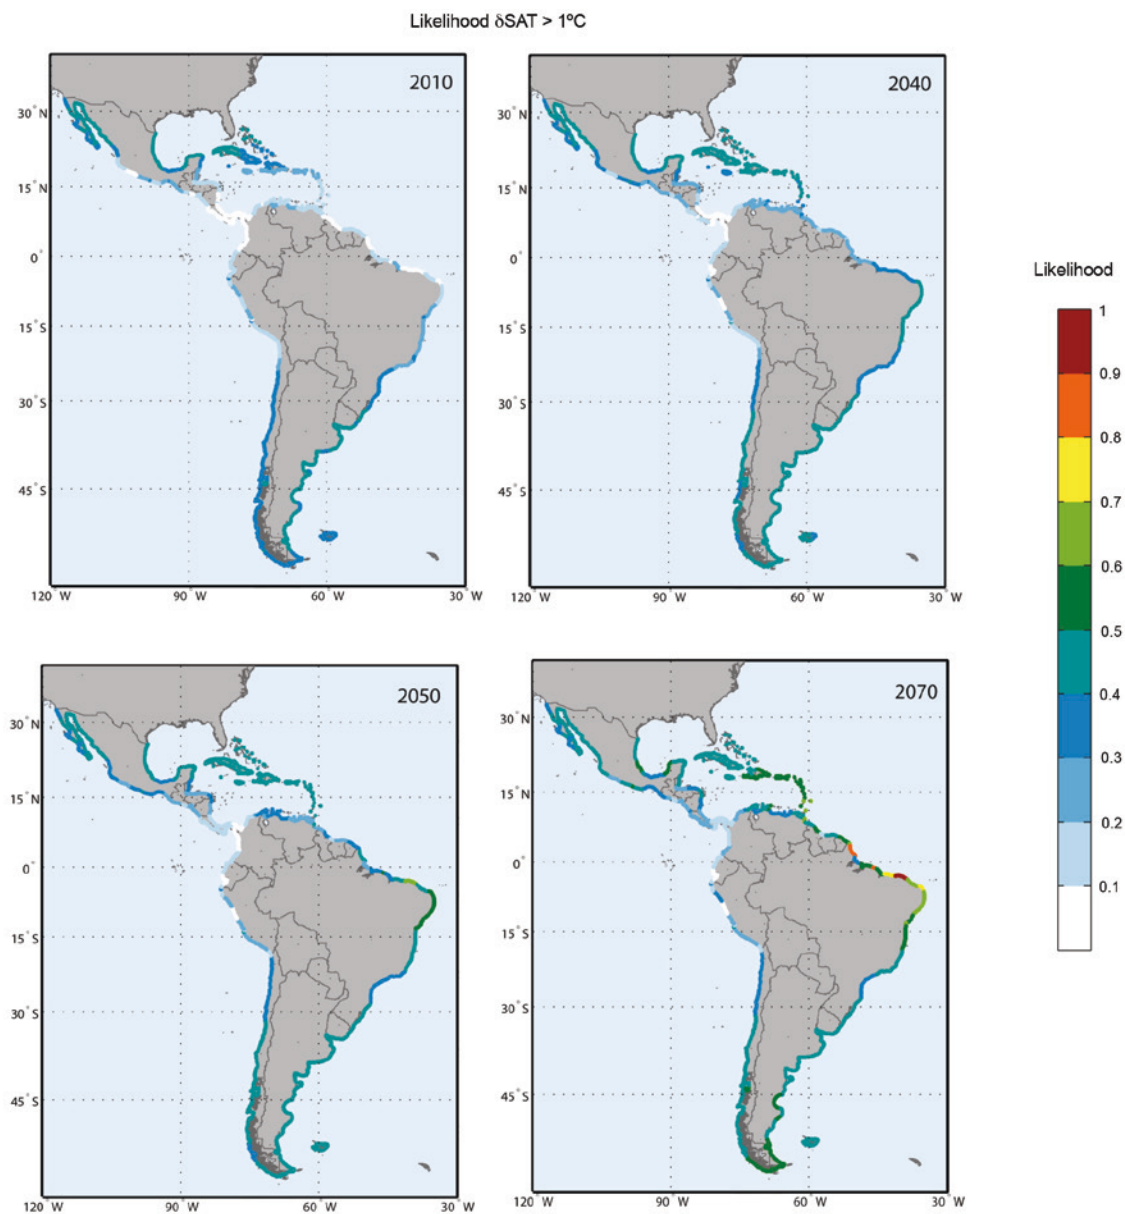 Likelihood δSAT > 1ºC
2010
30° N
15° N
0°
15° S
30° S
45° S
120° W
90° W
60° W
30° W
2040
30° N
15° N
0°
15° S
30° S
45° S
120° W
90° W
60° W
30° W
Likelihood
1
0.9
0.8
0.7
0.6
0.5
0.4
0.3
0.2
0.1
2050
30° N
15° N
0°
15° S
30° S
45° S
120° W
90° W
60° W
30° W
2070
30° N
15° N
0°
15° S
30° S
45° S
120° W
90° W
60° W
30° W